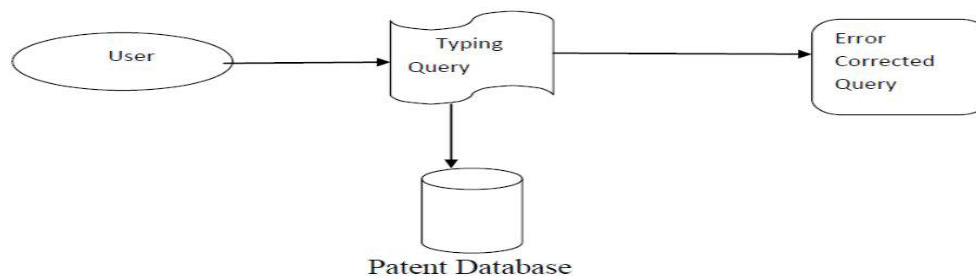 User
Typing
Query
Error
Corrected
Query
Patent Database